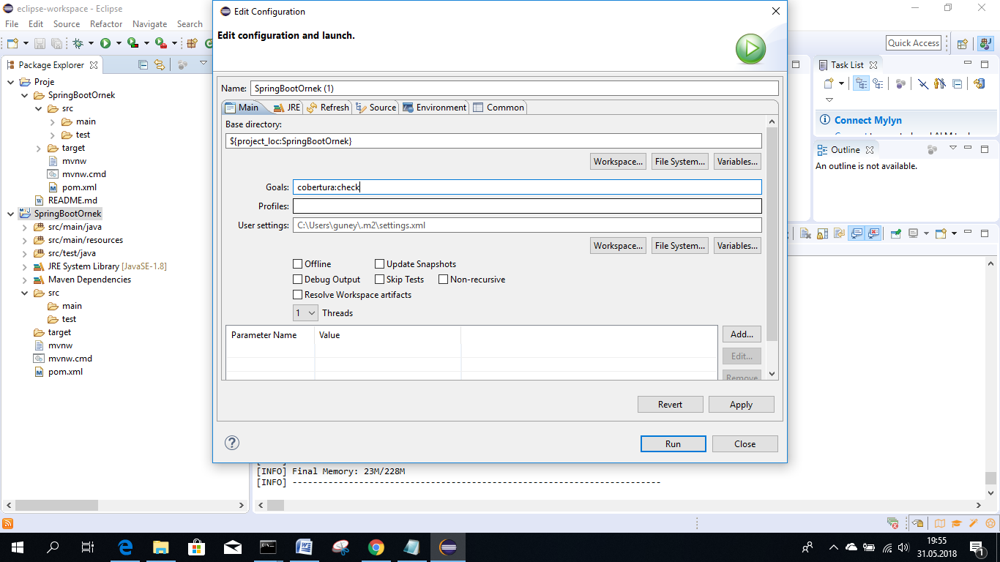 eclipse-workspace - Eclipse
File Edit Source Refactor Navigate Search
Quick Access
Package Explorer
Proje
SpringBootOrnek
src
main
test
target
mvnw
mvnw.cmd
pom.xml
README.md
SpringBootOrnek
src/main/java
src/main/resources
src/test/java
JRE System Library [JavaSE-1.8]
Maven Dependencies
src
main
test
target
mvnw
mvnw.cmd
pom.xml
Edit Configuration
Edit configuration and launch.
Name: SpringBootOrnek (1)
Main JRE Refresh Source Environment Common
Base directory:
${project_loc:SpringBootOrnek}
Workspace... File System... Variables...
Goals: cobertura:check
Profiles:
User settings: C:\Users\guney\.m2\settings.xml
Workspace... File System... Variables...
Offline Update Snapshots
Debug Output Skip Tests Non-recursive
Resolve Workspace artifacts
1 Threads
Parameter Name Value
Add...
Edit...
Remove
Revert Apply
Run Close
Task List
Connect Mylyn
Outline
An outline is not available.
[INFO] Final Memory: 23M/228M
[INFO] ------------------------------------------------------------------------
19:55
31.05.2018
1